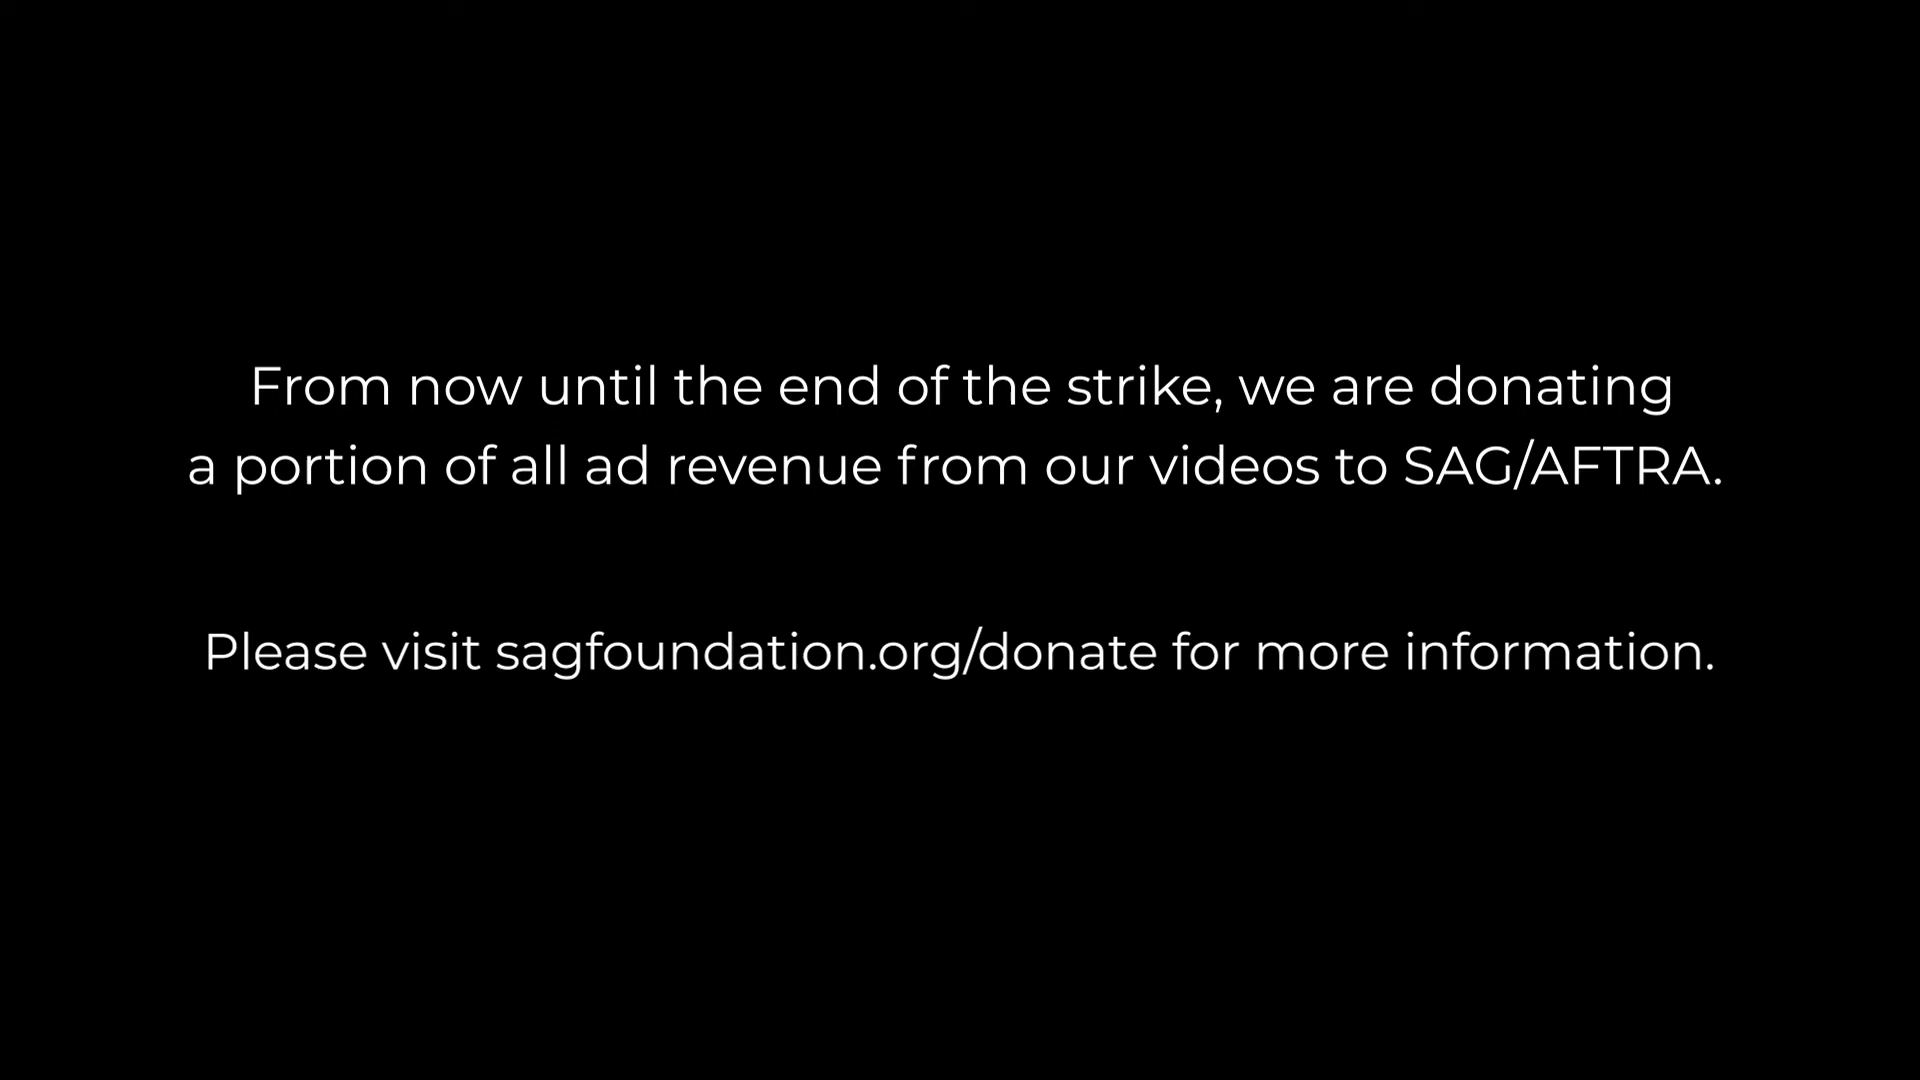 From now until the end of the strike, we are donating
a portion of all ad revenue from our videos to SAG/AFTRA.
Please visit sagfoundation.org/donate for more information.